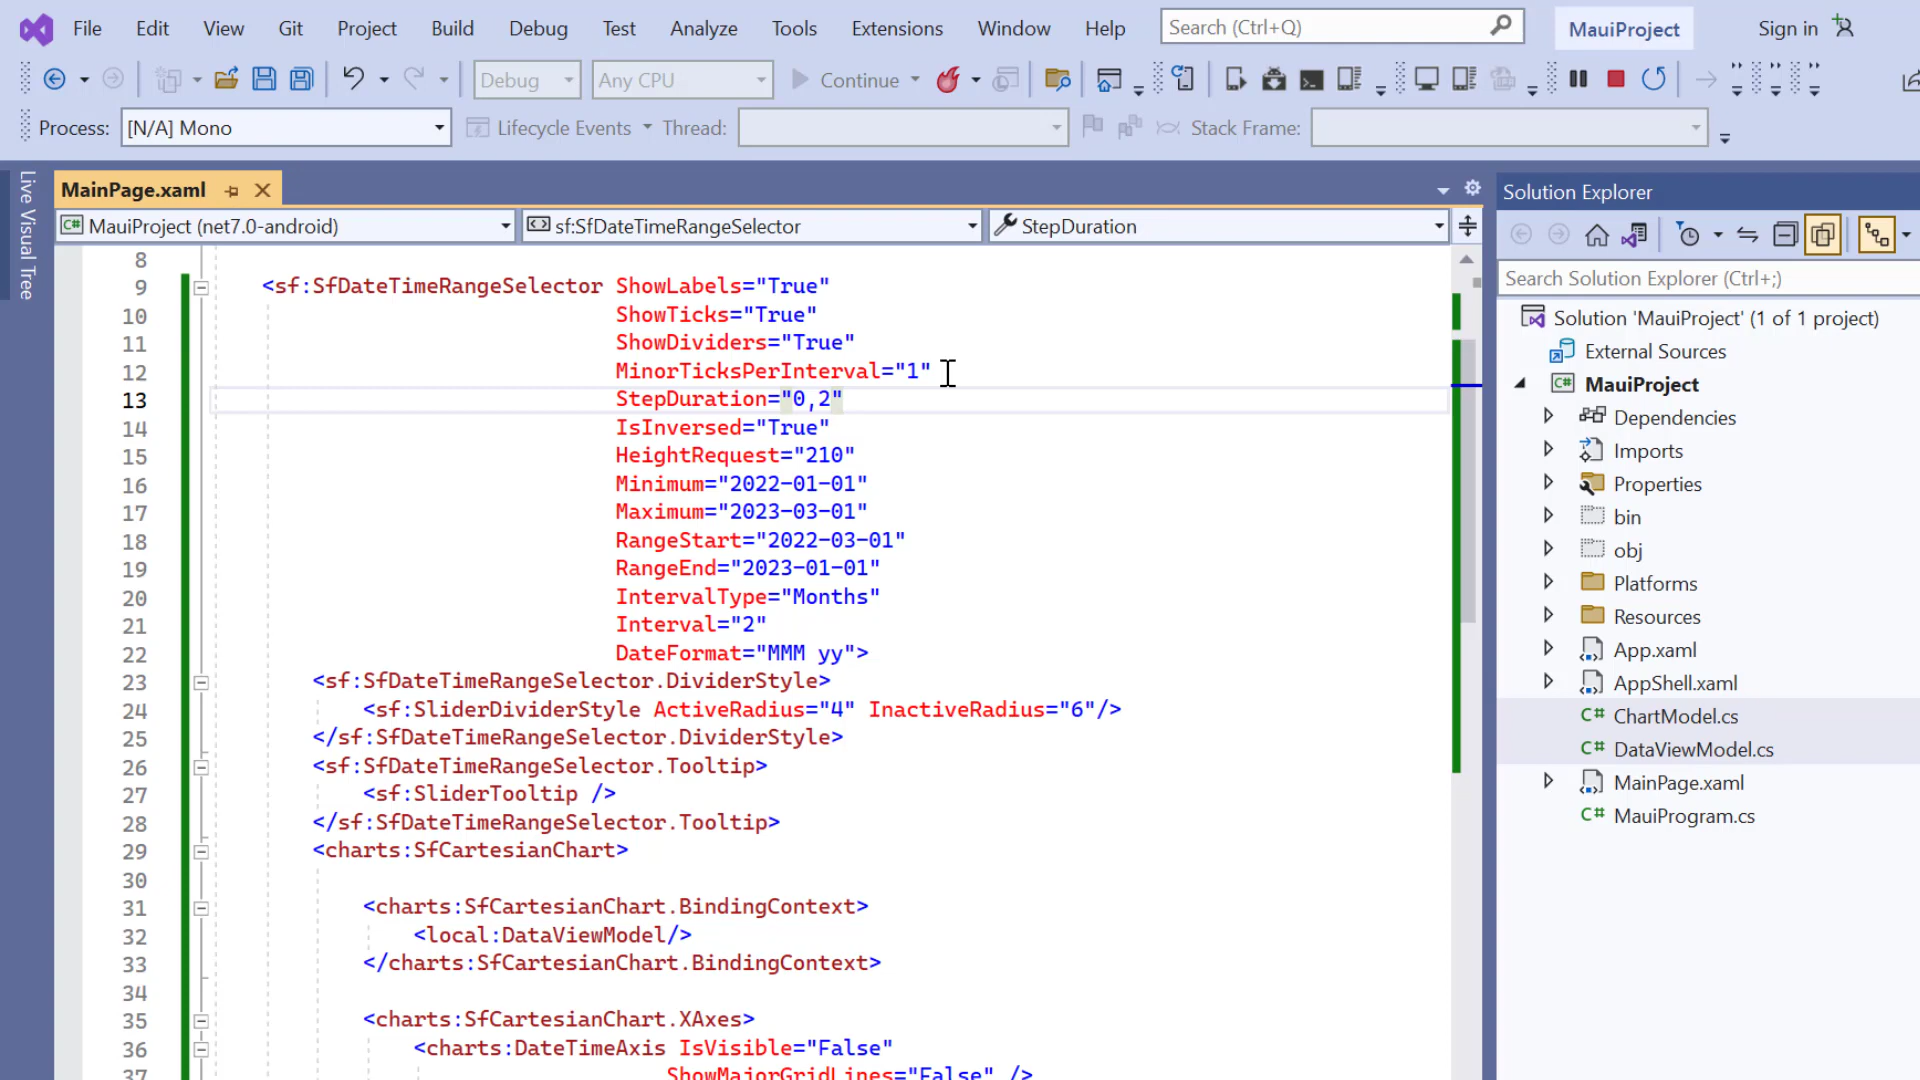 File Edit View Git Project Build Debug Test Analyze Tools Extensions Window Help Search (Ctrl+Q) MauiProject Sign in
Debug Any CPU Continue
Process: [N/A] Mono Lifecycle Events Thread: Stack Frame:
Live Visual Tree
MainPage.xaml
MauiProject (net7.0-android) sf:SfDateTimeRangeSelector StepDuration
8
9 <sf:SfDateTimeRangeSelector ShowLabels="True"
10 ShowTicks="True"
11 ShowDividers="True"
12 MinorTicksPerInterval="1"
13 StepDuration="0,2"
14 IsInversed="True"
15 HeightRequest="210"
16 Minimum="2022-01-01"
17 Maximum="2023-03-01"
18 RangeStart="2022-03-01"
19 RangeEnd="2023-01-01"
20 IntervalType="Months"
21 Interval="2"
22 DateFormat="MMM yy">
23 <sf:SfDateTimeRangeSelector.DividerStyle>
24 <sf:SliderDividerStyle ActiveRadius="4" InactiveRadius="6"/>
25 </sf:SfDateTimeRangeSelector.DividerStyle>
26 <sf:SfDateTimeRangeSelector.Tooltip>
27 <sf:SliderTooltip />
28 </sf:SfDateTimeRangeSelector.Tooltip>
29 <charts:SfCartesianChart>
30
31 <charts:SfCartesianChart.BindingContext>
32 <local:DataViewModel/>
33 </charts:SfCartesianChart.BindingContext>
34
35 <charts:SfCartesianChart.XAxes>
36 <charts:DateTimeAxis IsVisible="False"
37 ShowMajorGridLines="False" />
Solution Explorer
Search Solution Explorer (Ctrl+;)
Solution 'MauiProject' (1 of 1 project)
External Sources
C# MauiProject
Dependencies
Imports
Properties
bin
obj
Platforms
Resources
App.xaml
AppShell.xaml
C# ChartModel.cs
C# DataViewModel.cs
MainPage.xaml
C# MauiProgram.cs